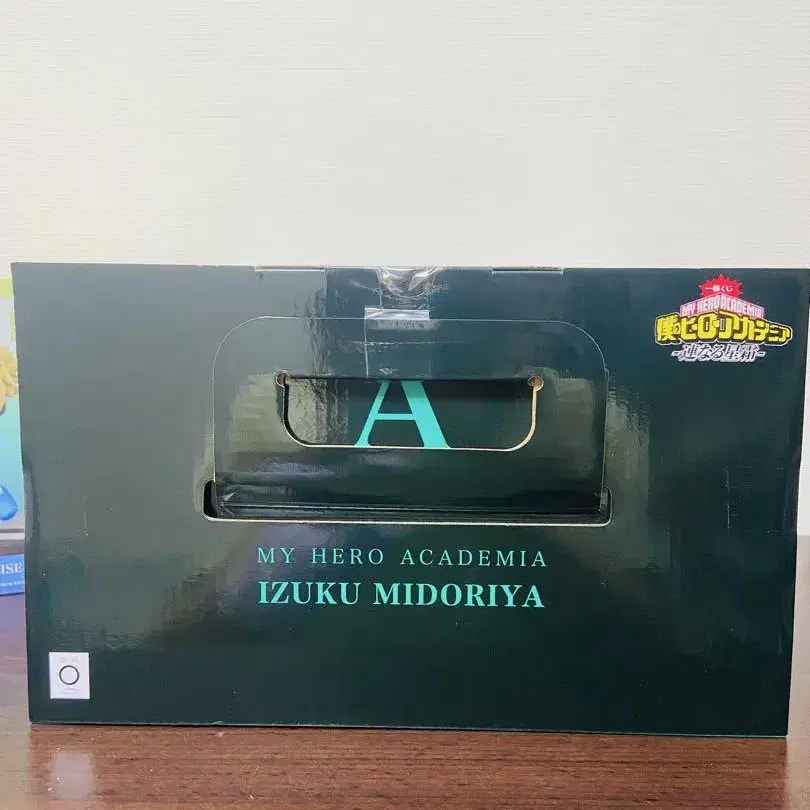 一番くじ
MY HERO ACADEMIA
僕のヒーローアカデミア
-連なる星霜-
A
MY HERO ACADEMIA
IZUKU MIDORIYA